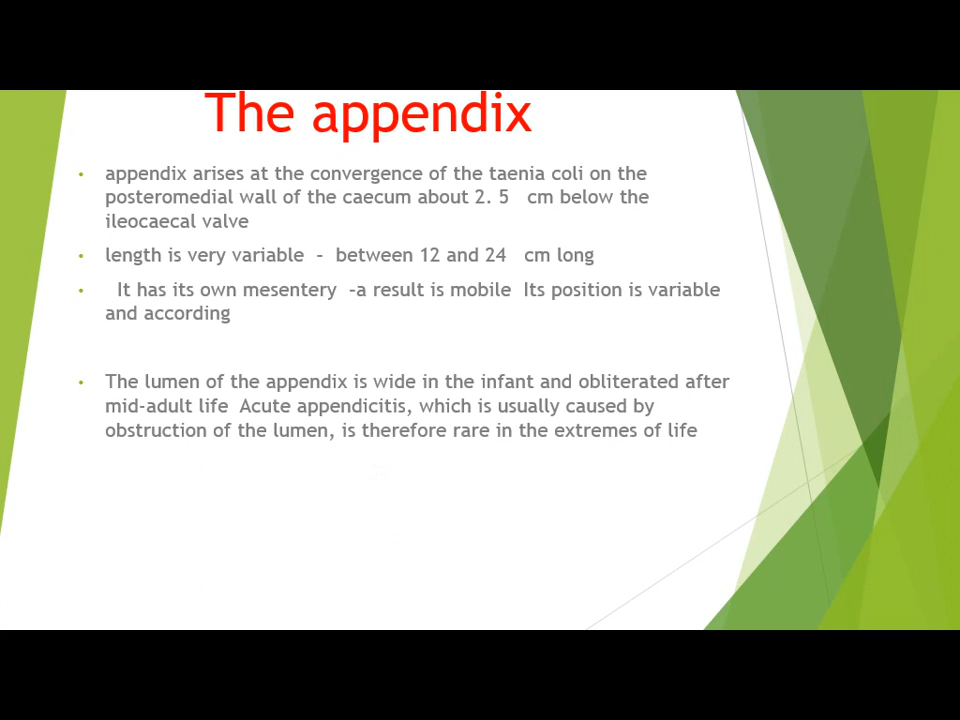 The appendix
• appendix arises at the convergence of the taenia coli on the
posteromedial wall of the caecum about 2. 5 cm below the
ileocaecal valve
• length is very variable – between 12 and 24 cm long
• It has its own mesentery –a result is mobile Its position is variable
and according
• The lumen of the appendix is wide in the infant and obliterated after
mid-adult life Acute appendicitis, which is usually caused by
obstruction of the lumen, is therefore rare in the extremes of life